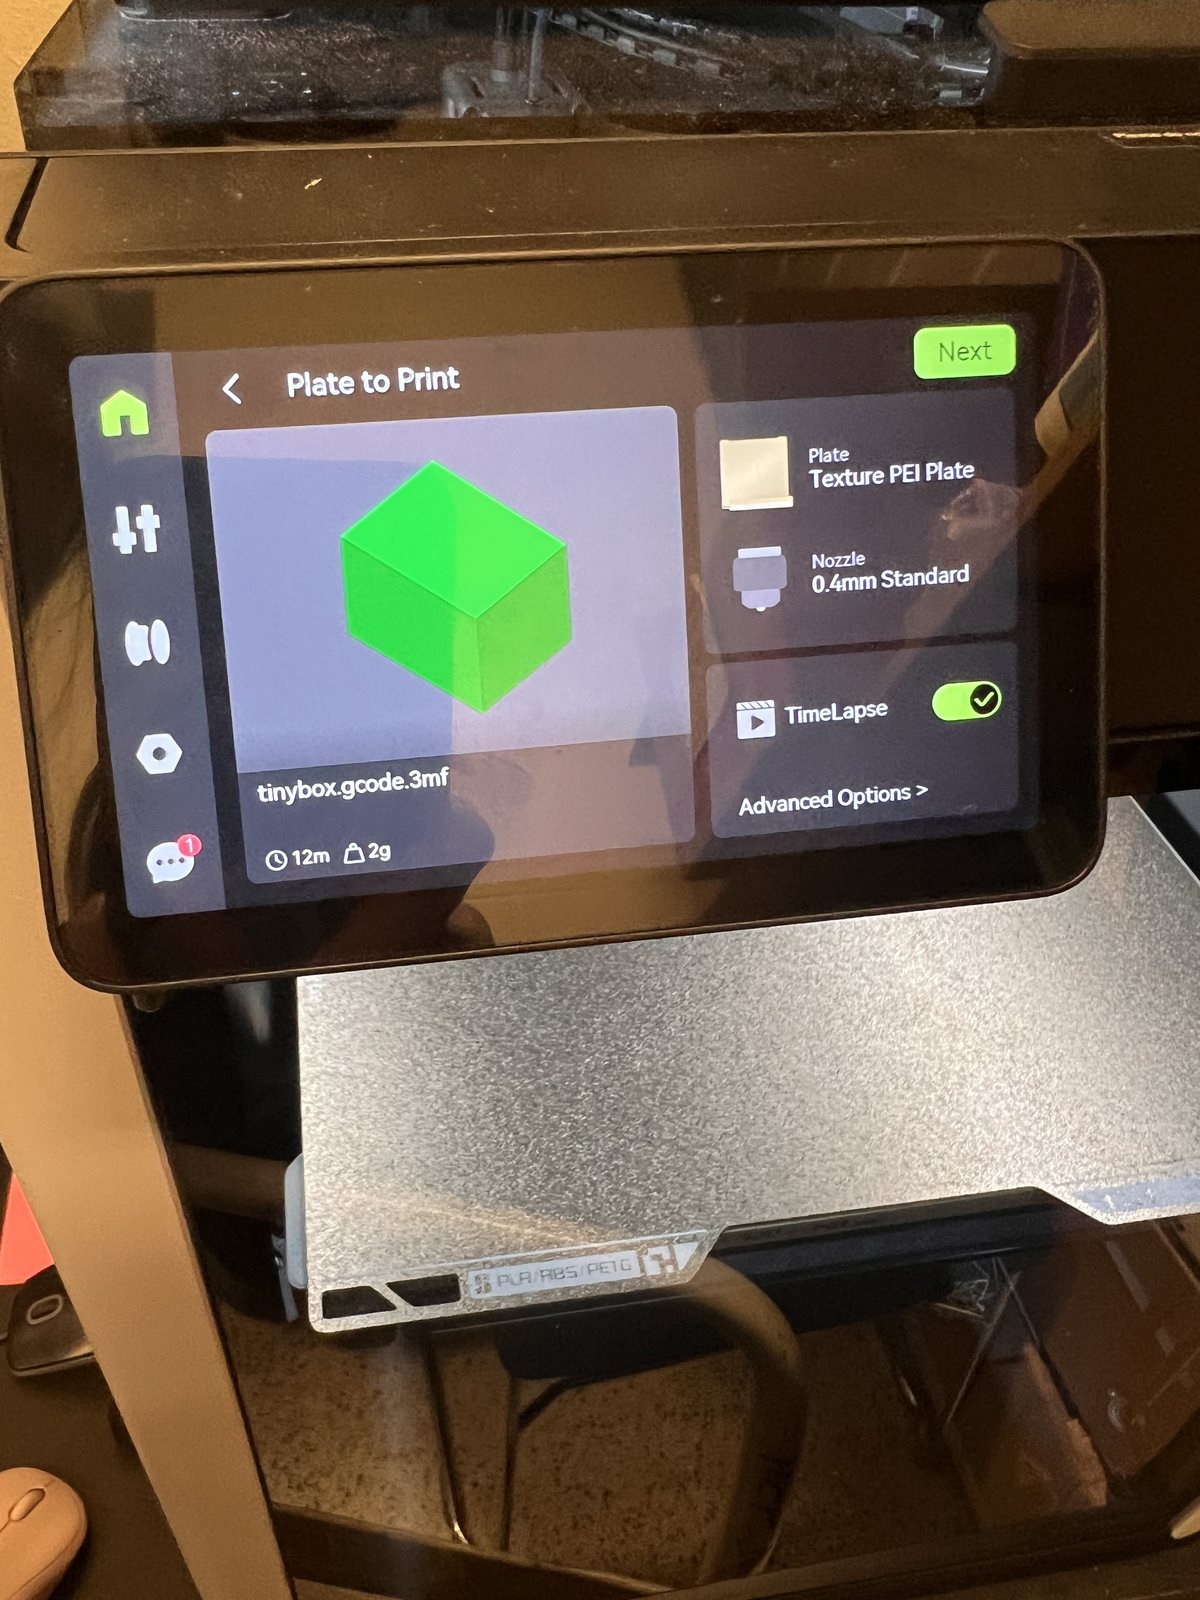 Plate to Print
Next
Plate
Texture PEI Plate
Nozzle
0.4mm Standard
TimeLapse
Advanced Options >
tinybox.gcode.3mf
12m 2g
1
PLA/ABS/PETG